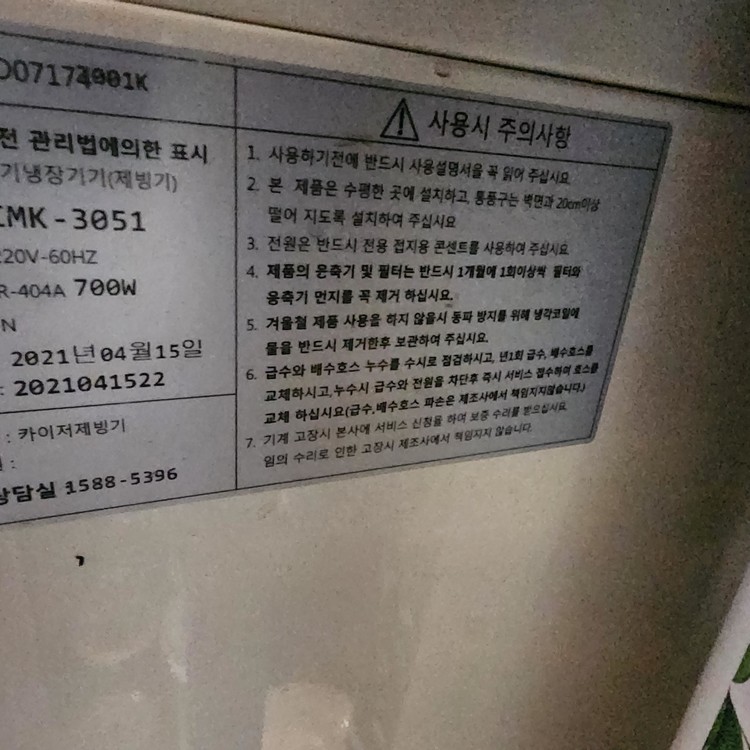 전 관리법에의한 표시
기냉장기기(제빙기)
IMK-3051
220V-60HZ
R-404A 700W
N
2021년04월15일
: 2021041522
: 카이저제빙기
:
상담실 1588-5396
⚠ 사용시 주의사항
1. 사용하기전에 반드시 사용설명서을 꼭 읽어 주십시요
2. 본 제품은 수평한 곳에 설치하고, 통풍구는 벽면과 20cm이상
떨어 지도록 설치하여 주십시요
3. 전원은 반드시 전용 접지용 콘센트를 사용하여 주십시요
4. 제품의 응축기 및 필터는 반드시 1개월에 1회이상씩 필터와
응축기 먼지를 꼭 제거 하십시요.
5. 겨울철 제품 사용을 하지 않을시 동파 방지를 위해 냉각코일에
물을 반드시 제거한후 보관하여 주십시요.
6. 급수와 배수호스 누수를 수시로 점검하시고, 년1회 급수, 배수호스를
교체하시고,누수시 급수와 전원을 차단후 즉시 서비스 접수하여 호스를
교체 하십시요(급수,배수호스 파손은 제조사에서 책임지지않습니다.)
7. 기계 고장시 본사에 서비스 신청을 하여 보증 수리를 받으십시요
임의 수리로 인한 고장시 제조사에서 책임지지 않습니다.